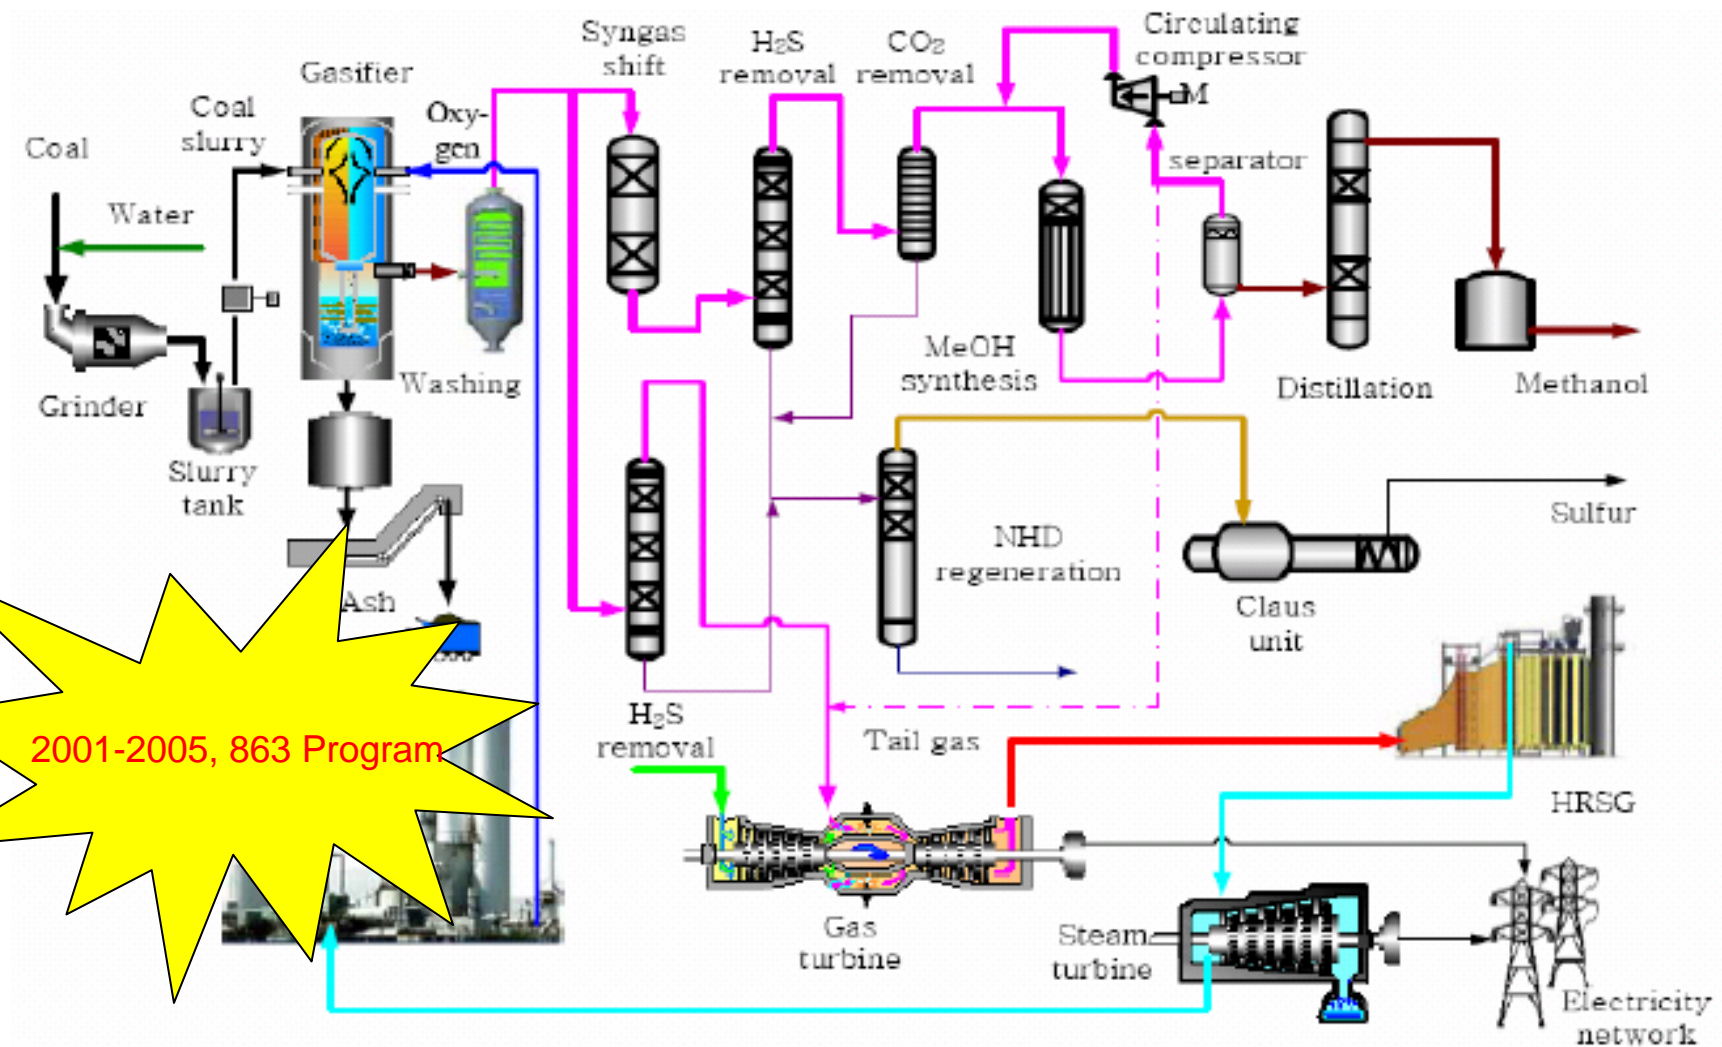 Syngas
shift
H₂S
removal
CO₂
removal
Circulating
compressor
M
Gasifier
Coal
slurry
Oxy-
gen
Coal
separator
Water
MeOH
synthesis
Washing
Distillation
Methanol
Grinder
Slurry
tank
NHD
regeneration
Sulfur
Ash
Claus
unit
H₂S
removal
Tail gas
2001-2005, 863 Program
HRSG
Gas
turbine
Steam
turbine
Electricity
network